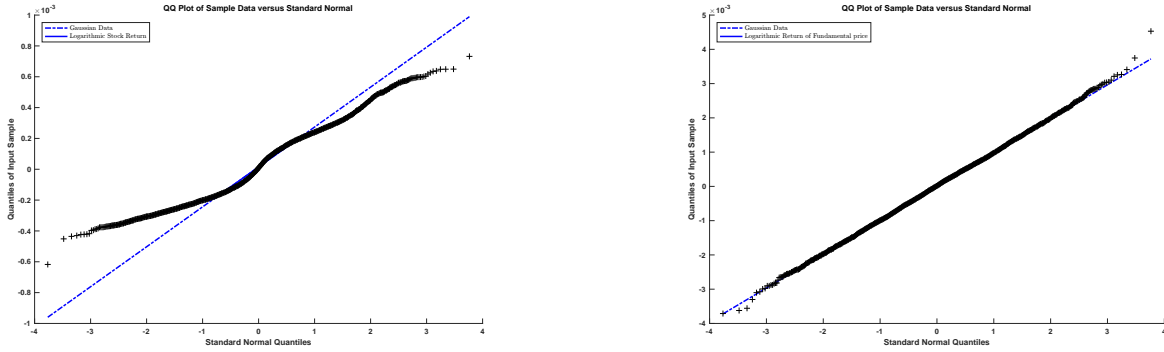 QQ Plot of Sample Data versus Standard Normal
×10⁻³
1
0.8
0.6
0.4
0.2
0
-0.2
-0.4
-0.6
-0.8
-1
Quantiles of Input Sample
Gaussian Data
Logarithmic Stock Return
-4 -3 -2 -1 0 1 2 3 4
Standard Normal Quantiles
QQ Plot of Sample Data versus Standard Normal
×10⁻³
5
4
3
2
1
0
-1
-2
-3
-4
Quantiles of Input Sample
Gaussian Data
Logarithmic Return of Fundamental price
-4 -3 -2 -1 0 1 2 3 4
Standard Normal Quantiles